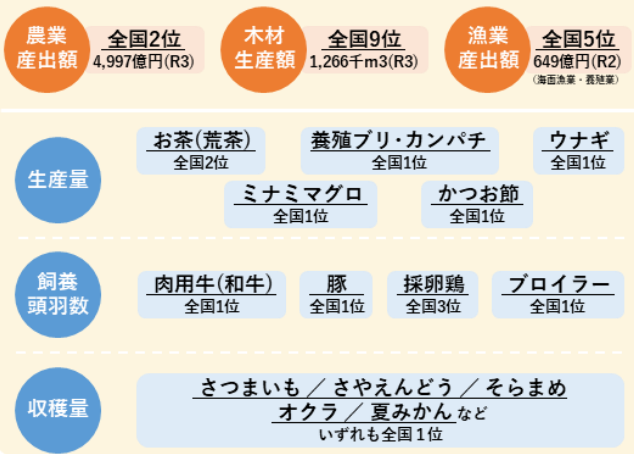 農業
産出額
全国2位
4,997億円(R3)
木材
生産額
全国9位
1,266千m3(R3)
漁業
産出額
全国5位
649億円(R2)
(海面漁業・養殖業)
生産量
お茶(荒茶)
全国2位
養殖ブリ・カンパチ
全国1位
ウナギ
全国1位
ミナミマグロ
全国1位
かつお節
全国1位
飼養
頭羽数
肉用牛(和牛)
全国1位
豚
全国1位
採卵鶏
全国3位
ブロイラー
全国1位
収穫量
さつまいも / さやえんどう / そらまめ
オクラ / 夏みかん など
いずれも全国1位